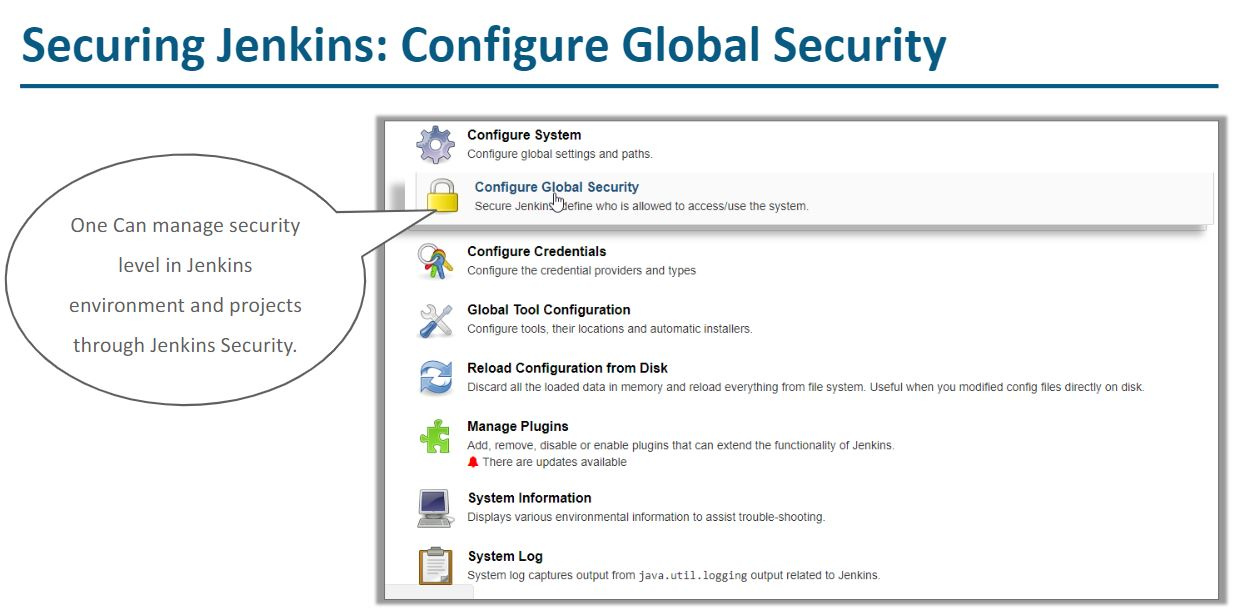 Securing Jenkins: Configure Global Security
One Can manage security
level in Jenkins
environment and projects
through Jenkins Security.
Configure System
Configure global settings and paths.
Configure Global Security
Secure Jenkins define who is allowed to access/use the system.
Configure Credentials
Configure the credential providers and types
Global Tool Configuration
Configure tools, their locations and automatic installers.
Reload Configuration from Disk
Discard all the loaded data in memory and reload everything from file system. Useful when you modified config files directly on disk.
Manage Plugins
Add, remove, disable or enable plugins that can extend the functionality of Jenkins.
There are updates available
System Information
Displays various environmental information to assist trouble-shooting.
System Log
System log captures output from java.util.logging output related to Jenkins.